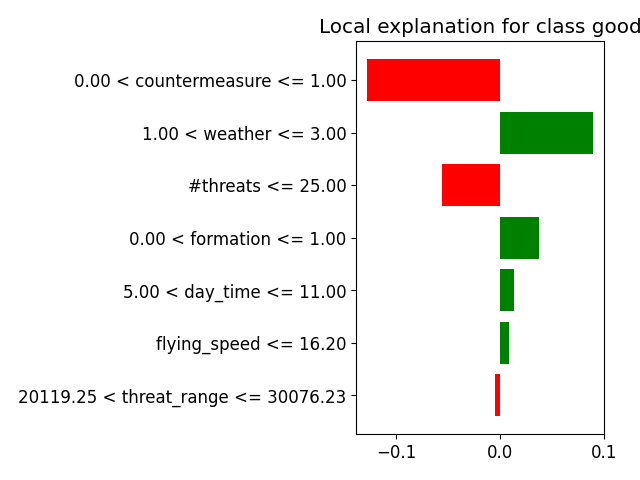 Local explanation for class good
0.00 < countermeasure <= 1.00
1.00 < weather <= 3.00
#threats <= 25.00
0.00 < formation <= 1.00
5.00 < day_time <= 11.00
flying_speed <= 16.20
20119.25 < threat_range <= 30076.23
−0.1 0.0 0.1